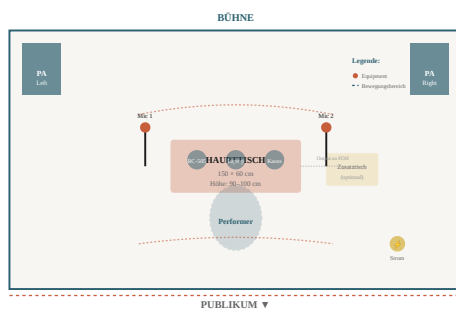 BÜHNE
PA
Left
PA
Right
Legende:
Equipment
Bewegungsbereich
Mic 1
Mic 2
HAUPTTISCH
150 × 60 cm
Höhe: 90–100 cm
Zusatztisch
(optional)
Performer
Strom
PUBLIKUM ▼